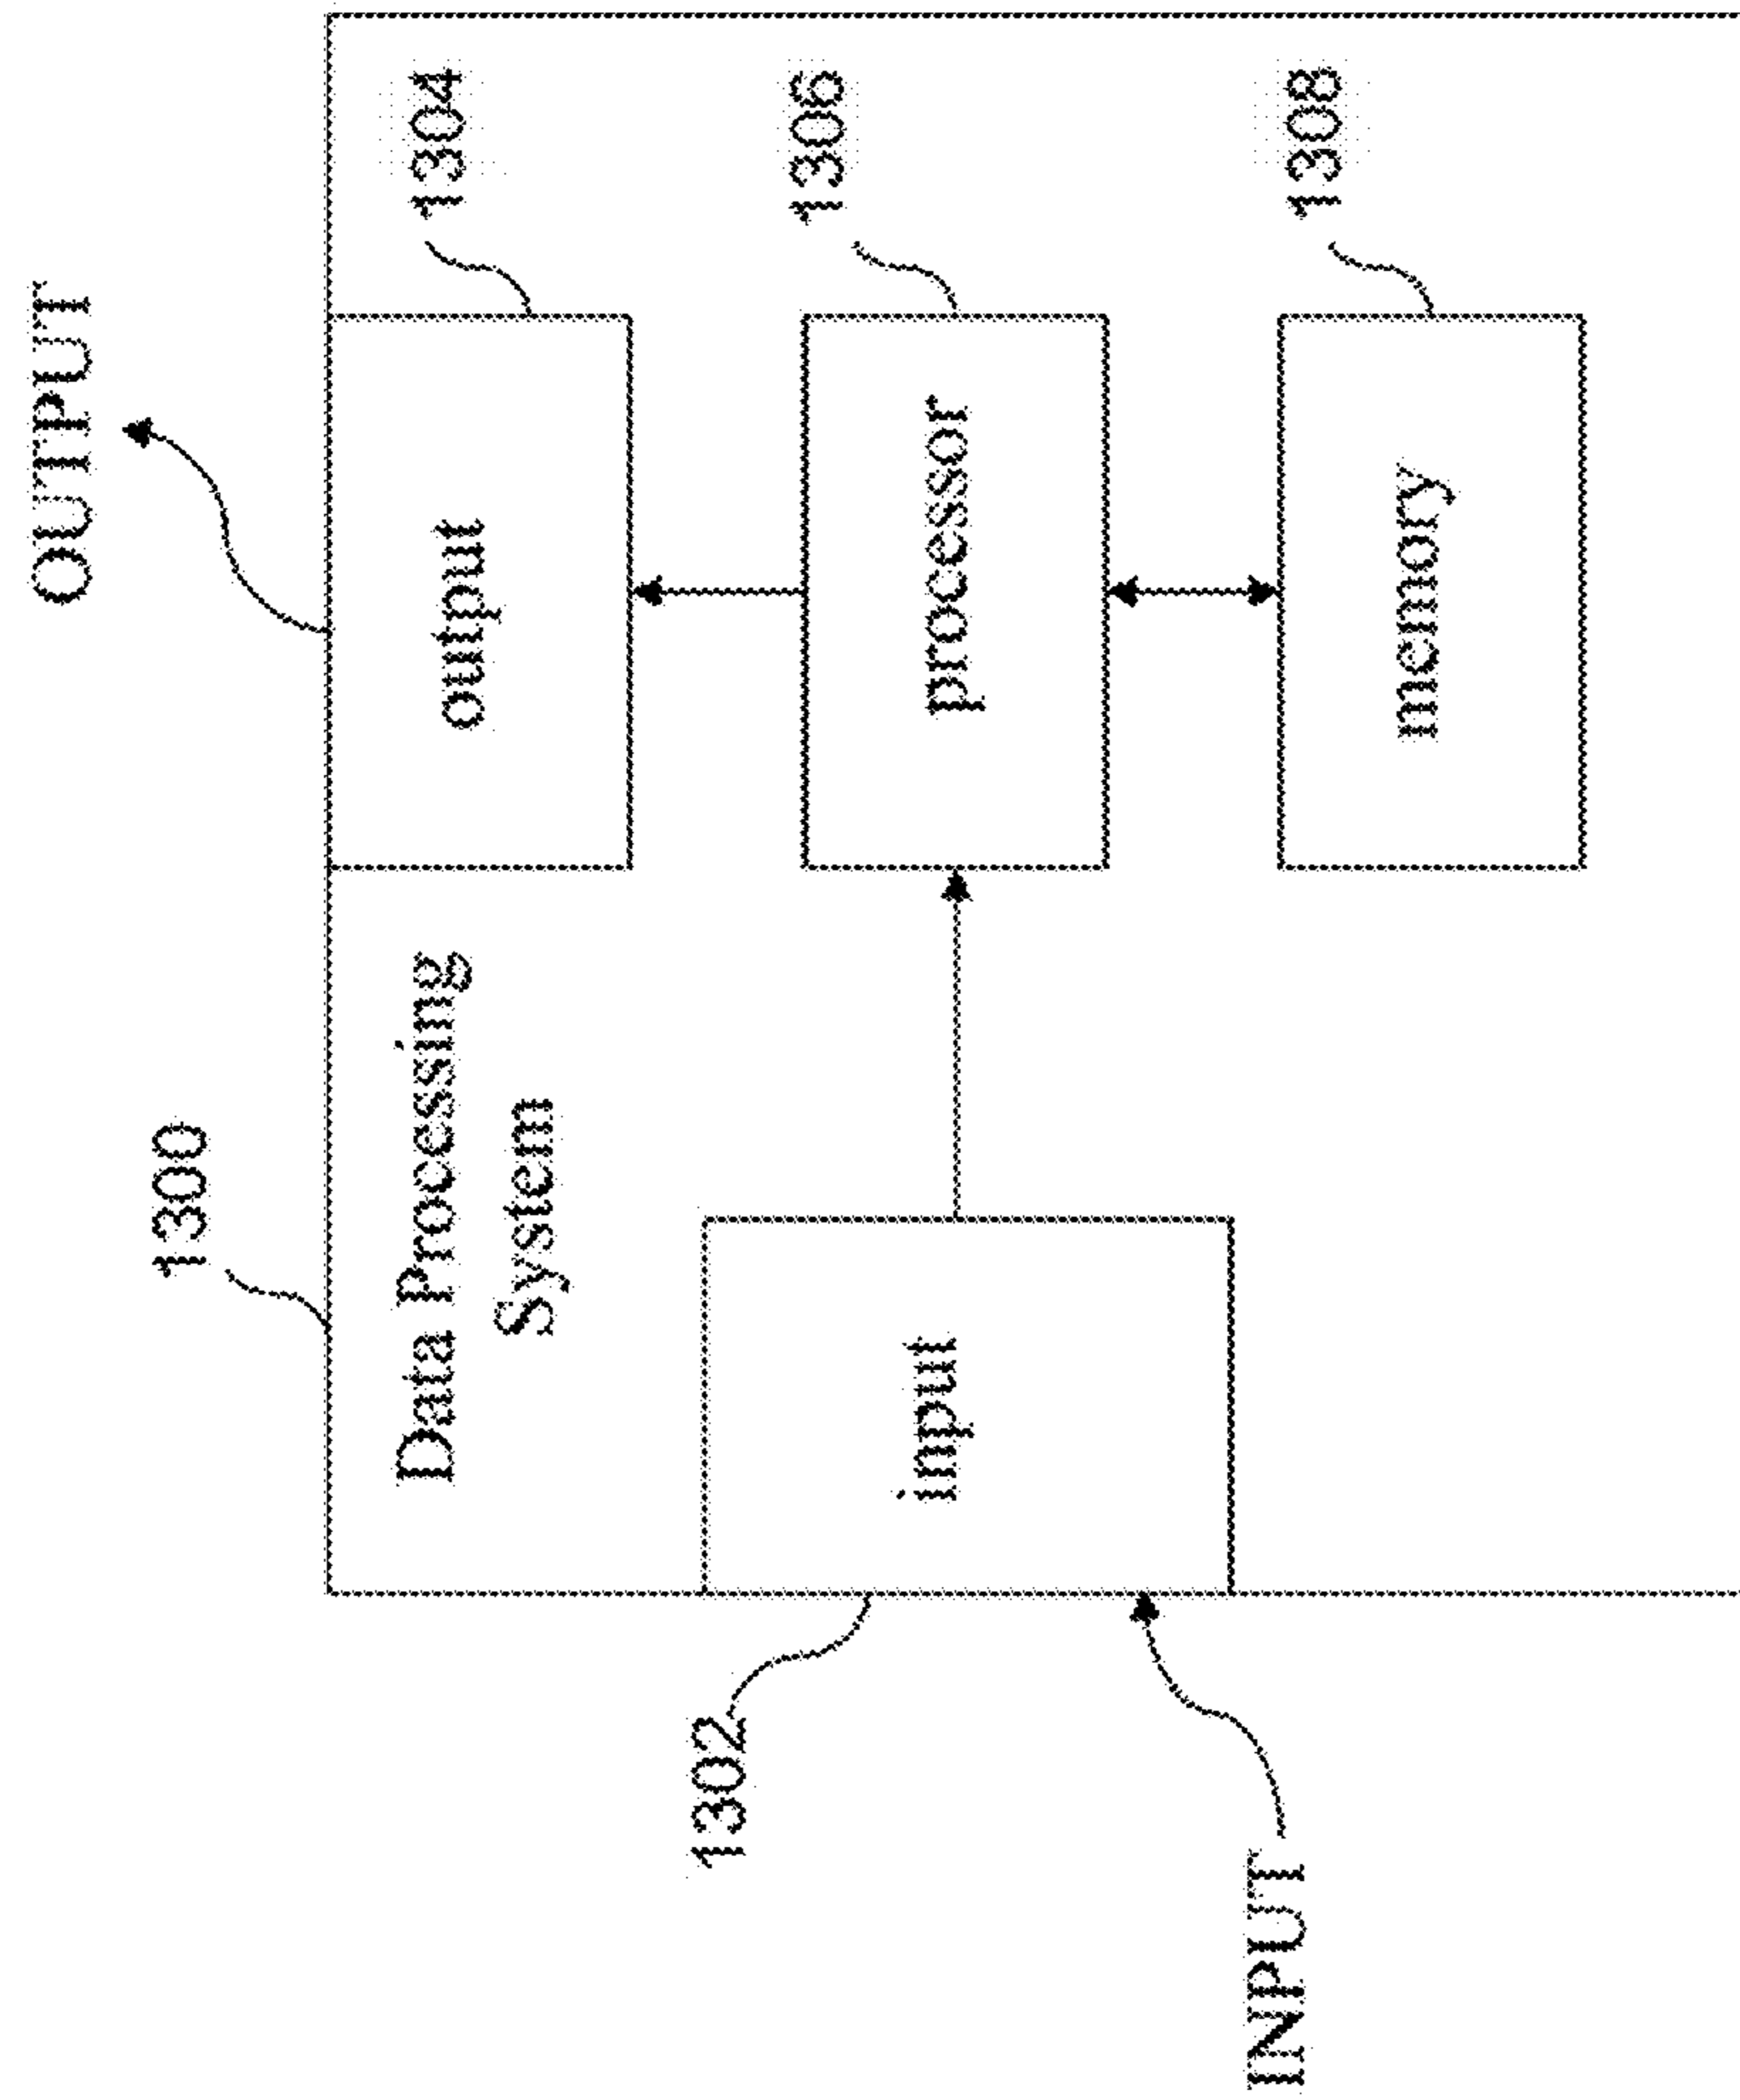 OUTPUT
1300
Data Processing
System
output
1304
1302
input
processor
1306
INPUT
memory
1308